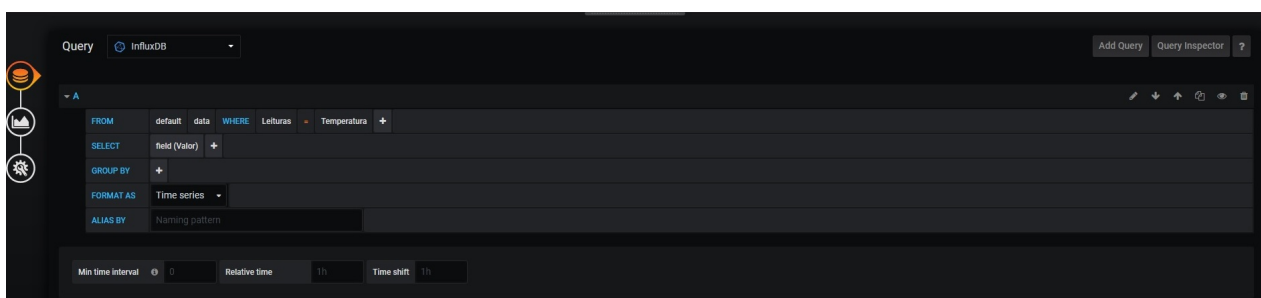 Query InfluxDB Add Query Query Inspector ?
A
FROM default data WHERE Leituras = Temperatura +
SELECT field (Valor) +
GROUP BY +
FORMAT AS Time series
ALIAS BY Naming pattern
Min time interval 0 Relative time 1h Time shift 1h